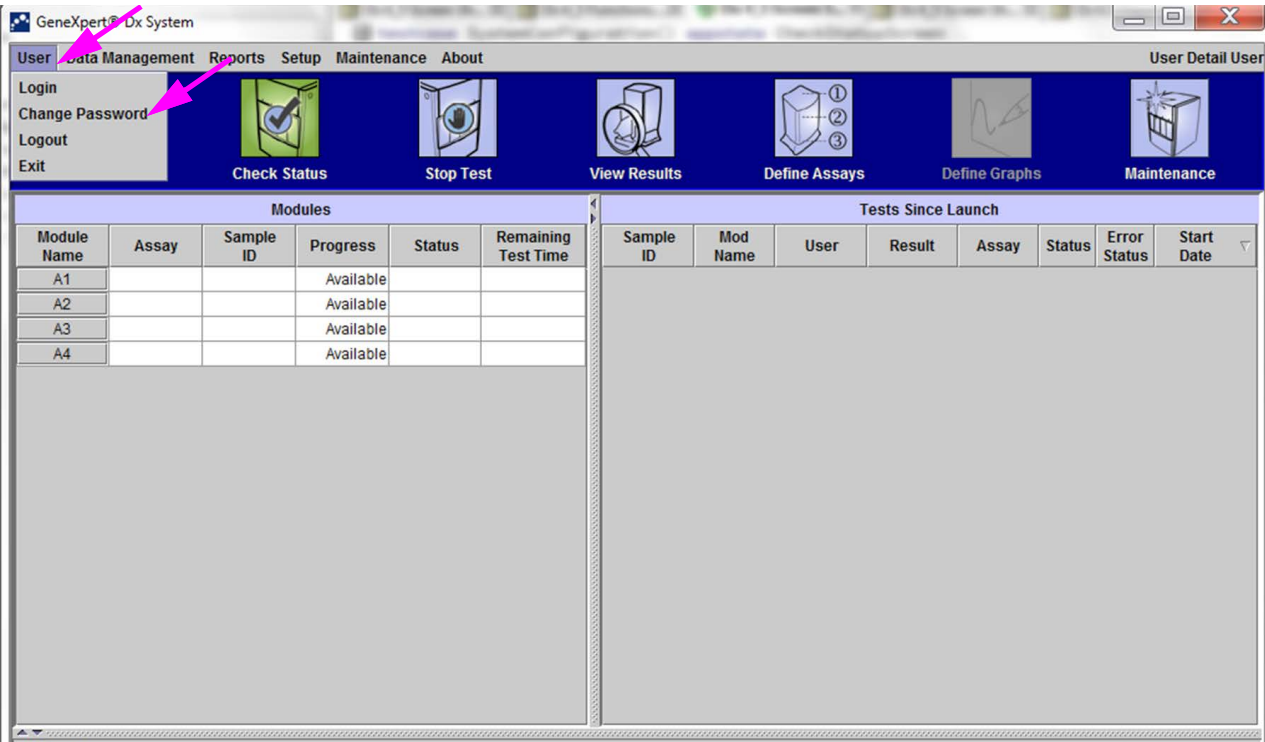 GeneXpert® Dx System
User Data Management Reports Setup Maintenance About User Detail User
Login
Change Password
Logout
Exit
Check Status Stop Test View Results Define Assays Define Graphs Maintenance
① ② ③
Modules Tests Since Launch
Module Name Assay Sample ID Progress Status Remaining Test Time Sample ID Mod Name User Result Assay Status Error Status Start Date
A1 Available
A2 Available
A3 Available
A4 Available